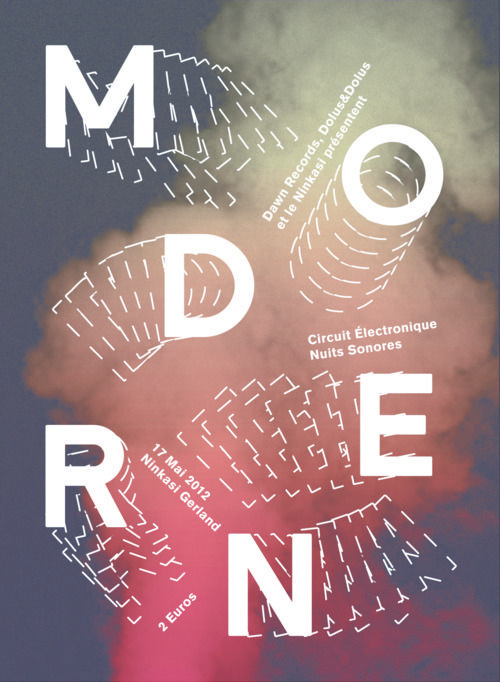 M
O
D
E
R
N
Dawn Records, Dolus&Dolus
et le Ninkasi présentent
Circuit Électronique
Nuits Sonores
17 Mai 2012
Ninkasi Gerland
2 Euros